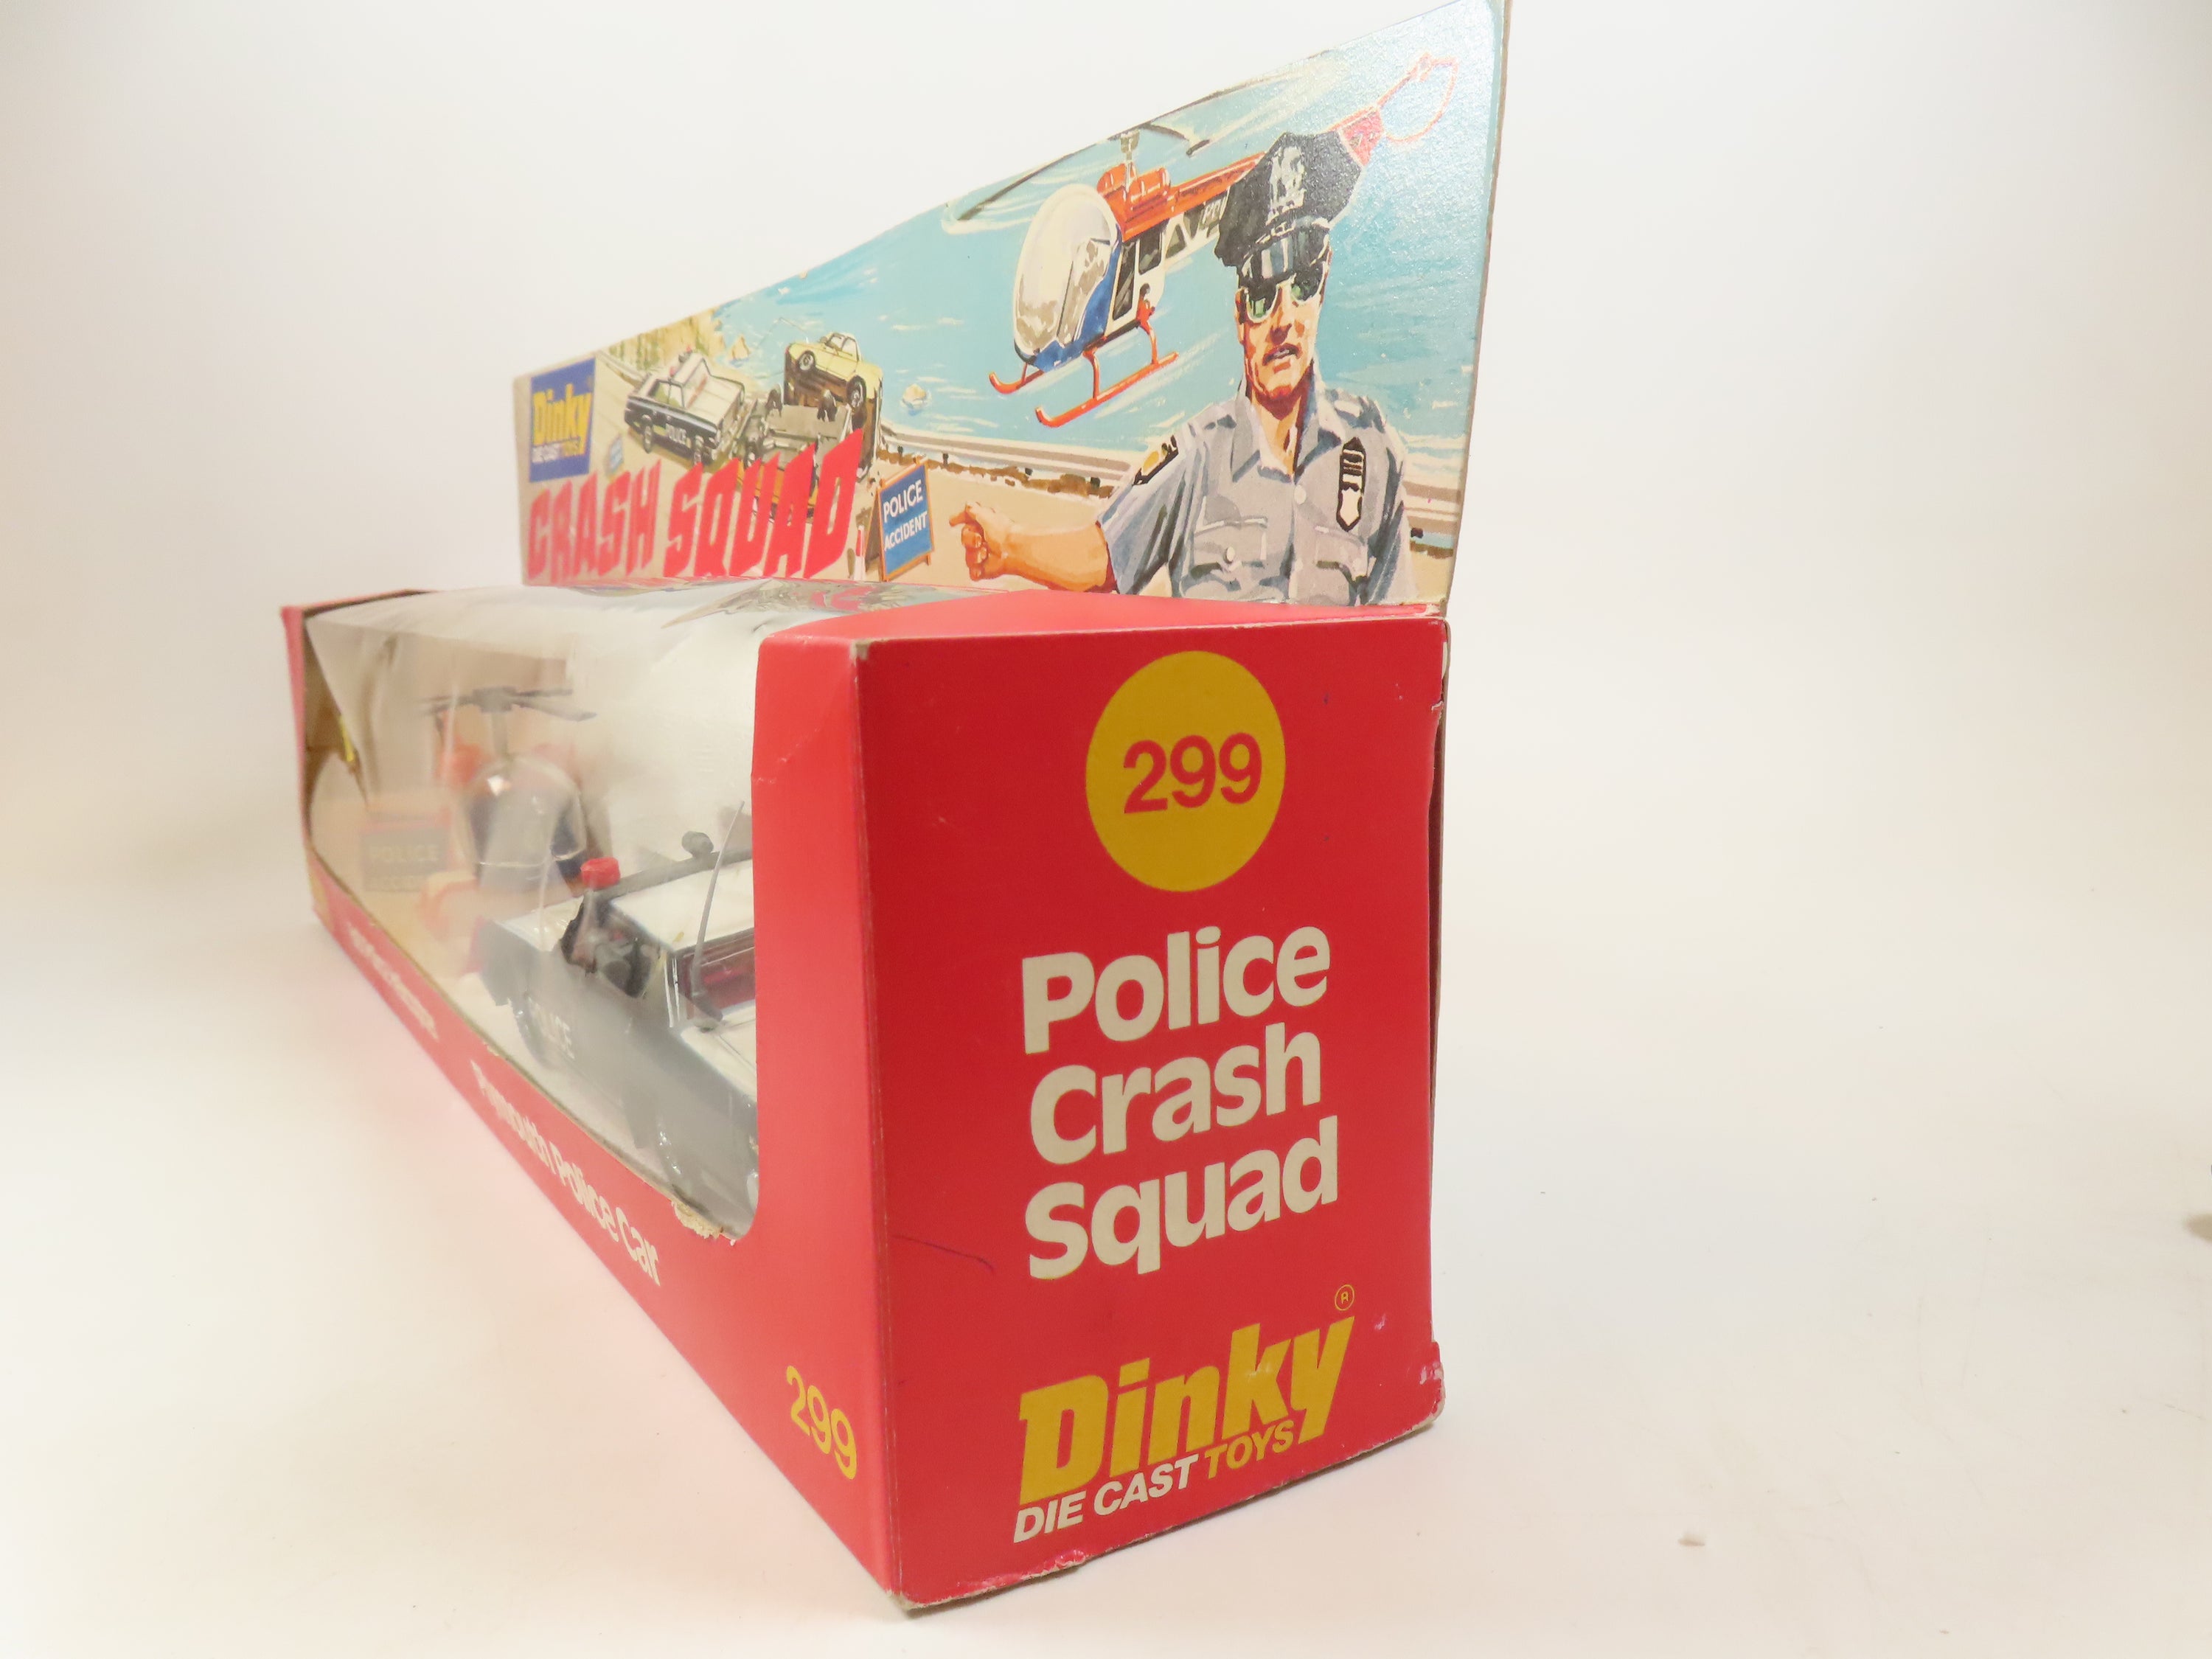 Dinky
DIE CAST TOYS
CRASH SQUAD
POLICE
ACCIDENT
POLICE
299
Police
Crash
Squad
Dinky®
DIE CAST TOYS
POLICE
Plymouth Police Car
299